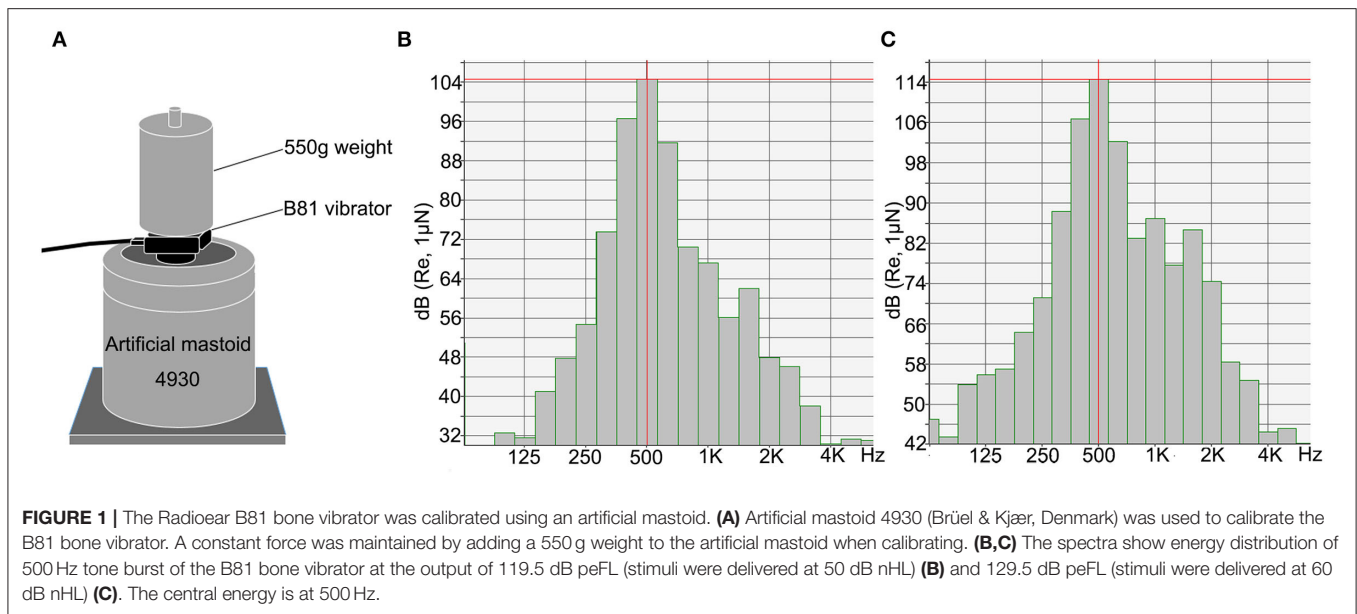 A
550g weight
B81 vibrator
Artificial mastoid
4930
B
dB (Re, 1µN)
104
96
88
80
72
64
56
48
40
32
125 250 500 1K 2K 4K Hz
C
dB (Re, 1µN)
114
106
98
90
82
74
66
58
50
42
125 250 500 1K 2K 4K Hz
FIGURE 1 | The Radioear B81 bone vibrator was calibrated using an artificial mastoid. (A) Artificial mastoid 4930 (Brüel & Kjær, Denmark) was used to calibrate the
B81 bone vibrator. A constant force was maintained by adding a 550 g weight to the artificial mastoid when calibrating. (B,C) The spectra show energy distribution of
500 Hz tone burst of the B81 bone vibrator at the output of 119.5 dB peFL (stimuli were delivered at 50 dB nHL) (B) and 129.5 dB peFL (stimuli were delivered at 60
dB nHL) (C). The central energy is at 500 Hz.